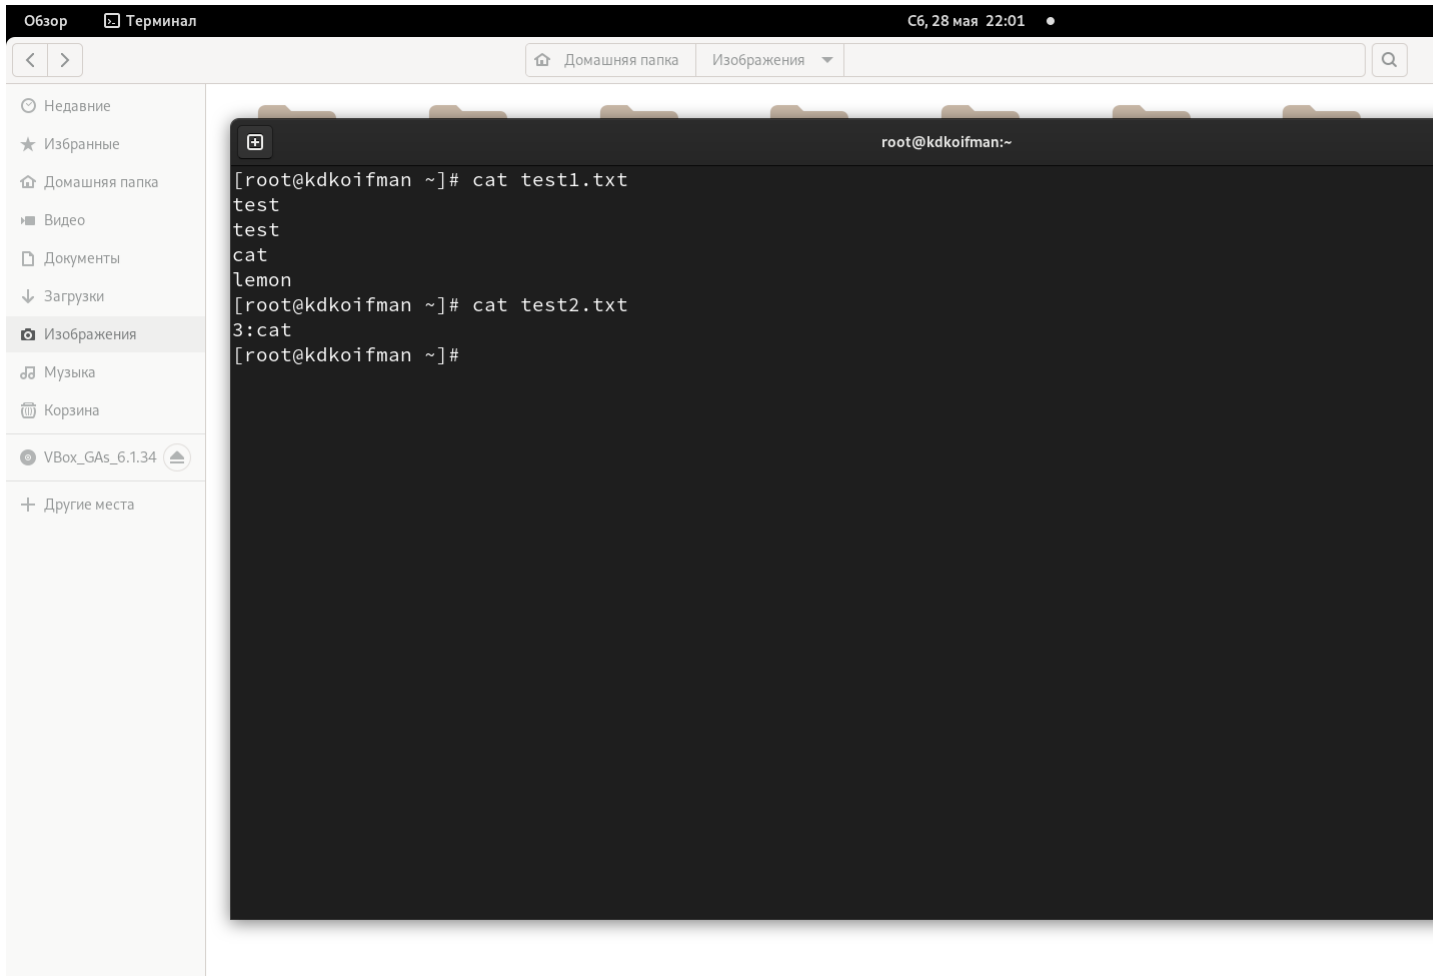 Обзор Терминал Сб, 28 мая 22:01
Домашняя папка Изображения
Недавние
Избранные
Домашняя папка
Видео
Документы
Загрузки
Изображения
Музыка
Корзина
VBox_GAs_6.1.34
Другие места
root@kdkoifman:~
[root@kdkoifman ~]# cat test1.txt
test
test
cat
lemon
[root@kdkoifman ~]# cat test2.txt
3:cat
[root@kdkoifman ~]#